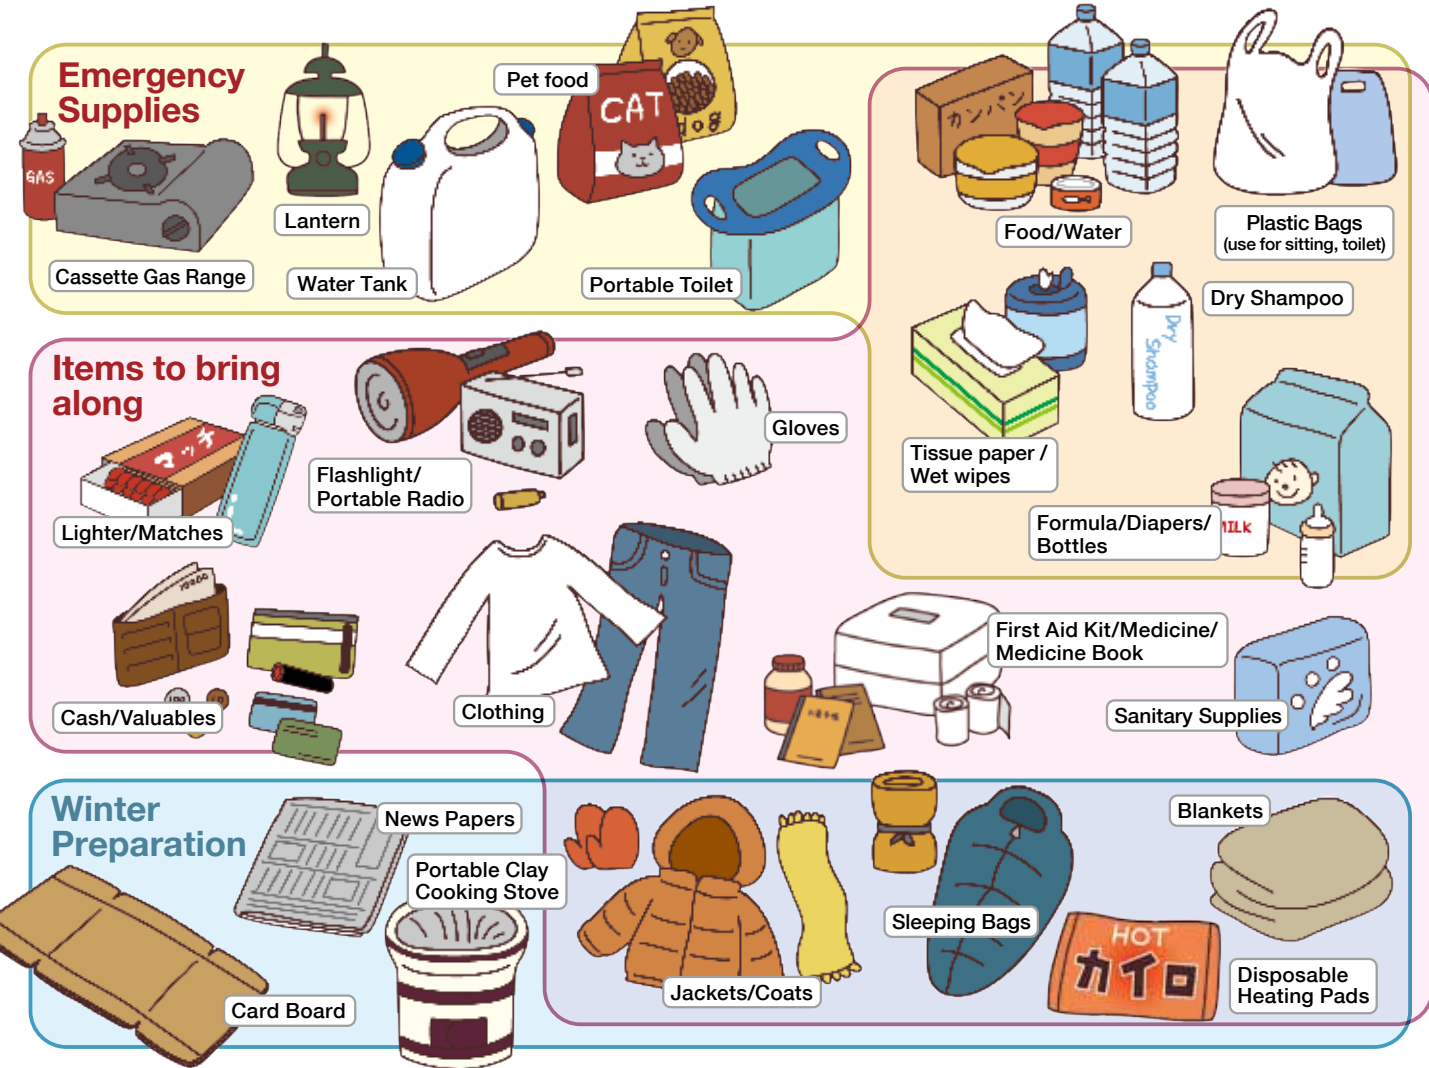 Emergency
Supplies
GAS
Cassette Gas Range
Lantern
Water Tank
Pet food
CAT
dog
Portable Toilet
カンパン
Food/Water
Plastic Bags
(use for sitting, toilet)
Tissue paper /
Wet wipes
Dry Shampoo
Dry
Shampoo
MILK
Formula/Diapers/
Bottles
Items to bring
along
マッチ
Lighter/Matches
Flashlight/
Portable Radio
Gloves
Cash/Valuables
Clothing
First Aid Kit/Medicine/
Medicine Book
Sanitary Supplies
Winter
Preparation
News Papers
Portable Clay
Cooking Stove
Card Board
Jackets/Coats
Sleeping Bags
Blankets
HOT
カイロ
Disposable
Heating Pads